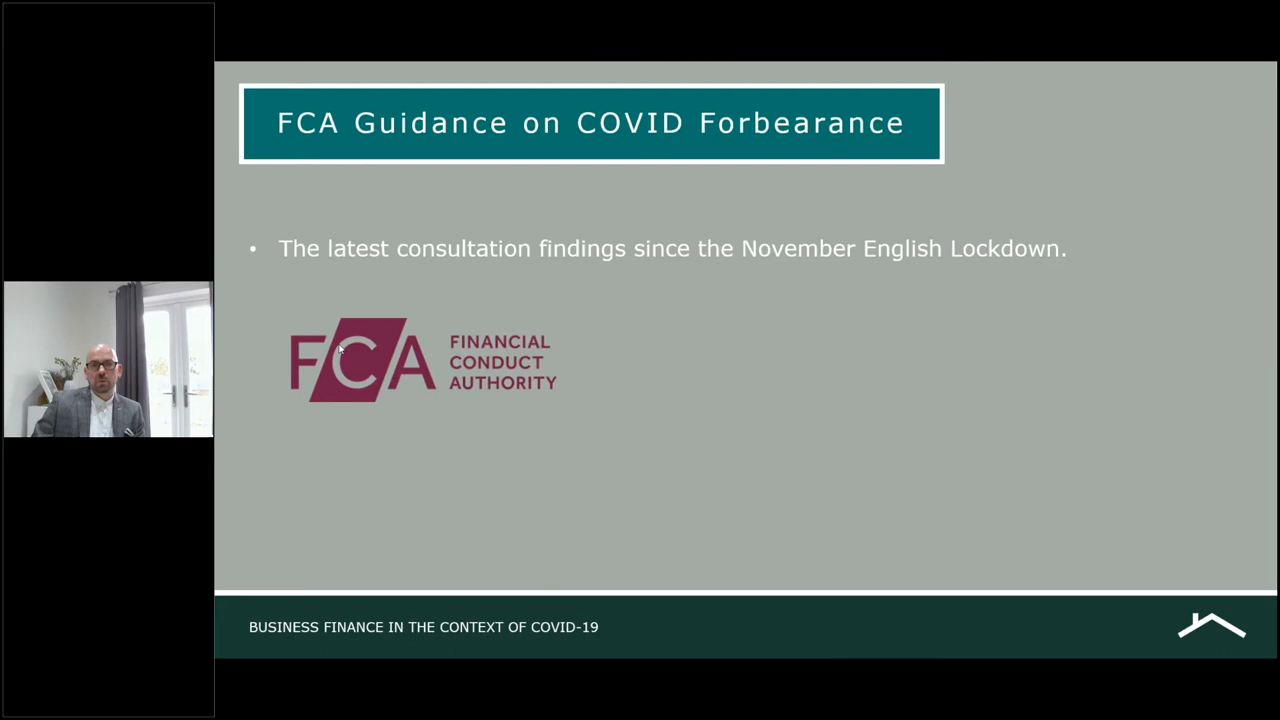 FCA Guidance on COVID Forbearance
• The latest consultation findings since the November English Lockdown.
FCA
FINANCIAL
CONDUCT
AUTHORITY
BUSINESS FINANCE IN THE CONTEXT OF COVID-19